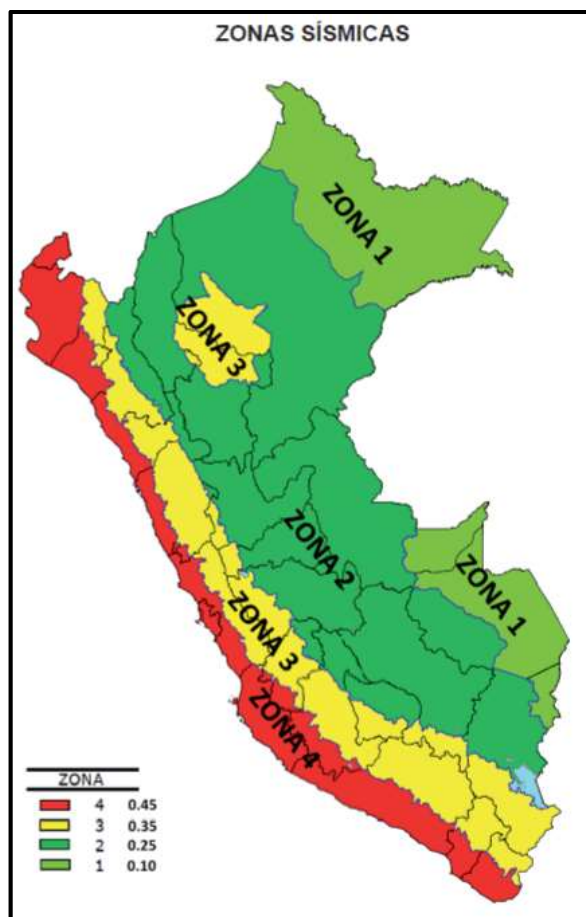 ZONAS SÍSMICAS
ZONA 1
ZONA 3
ZONA 2
ZONA 1
ZONA 3
ZONA 4
ZONA
4 0.45
3 0.35
2 0.25
1 0.10